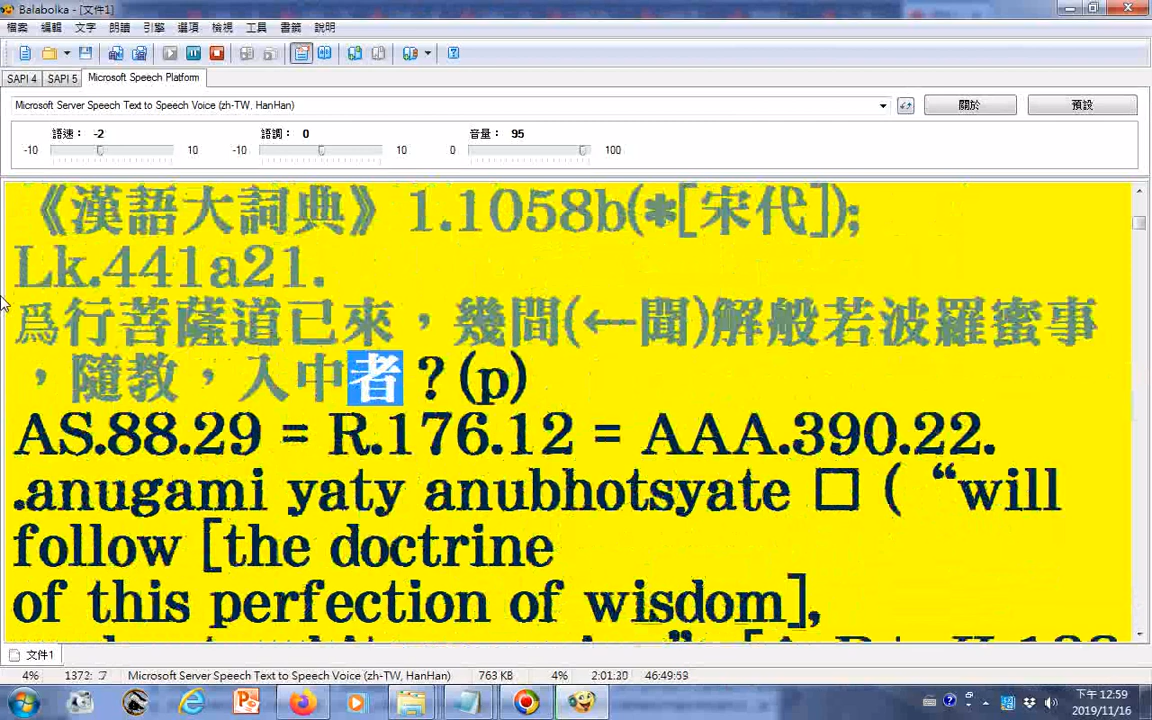 Balabolka - [文件1]
檔案 編輯 文字 朗讀 引擎 選項 檢視 工具 書籤 說明
SAPI 4 SAPI 5 Microsoft Speech Platform
Microsoft Server Speech Text to Speech Voice (zh-TW, HanHan) 關於 預設
語速： -2 語調： 0 音量： 95
-10 10 -10 10 0 100
《漢語大詞典》 1.1058b(*[宋代]);
Lk.441a21.
爲行菩薩道已來，幾間(←聞)解般若波羅蜜事
，隨教，入中者？(p)
AS.88.29 = R.176.12 = AAA.390.22.
.anugami yaty anubhotsyate □ ( “will
follow [the doctrine
of this perfection of wisdom],
文件1
4% Microsoft Server Speech Text to Speech Voice (zh-TW, HanHan) 763 KB 4% 46:49:59
下午 12:59
2019/11/16